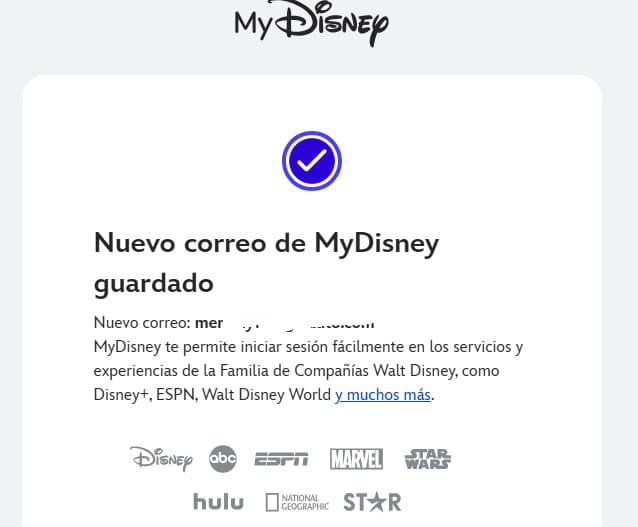 MyDisney
Nuevo correo de MyDisney
guardado
Nuevo correo: mer
MyDisney te permite iniciar sesión fácilmente en los servicios y
experiencias de la Familia de Compañías Walt Disney, como
Disney+, ESPN, Walt Disney World y muchos más.
Disney abc ESPN MARVEL STAR WARS
hulu NATIONAL GEOGRAPHIC STAR